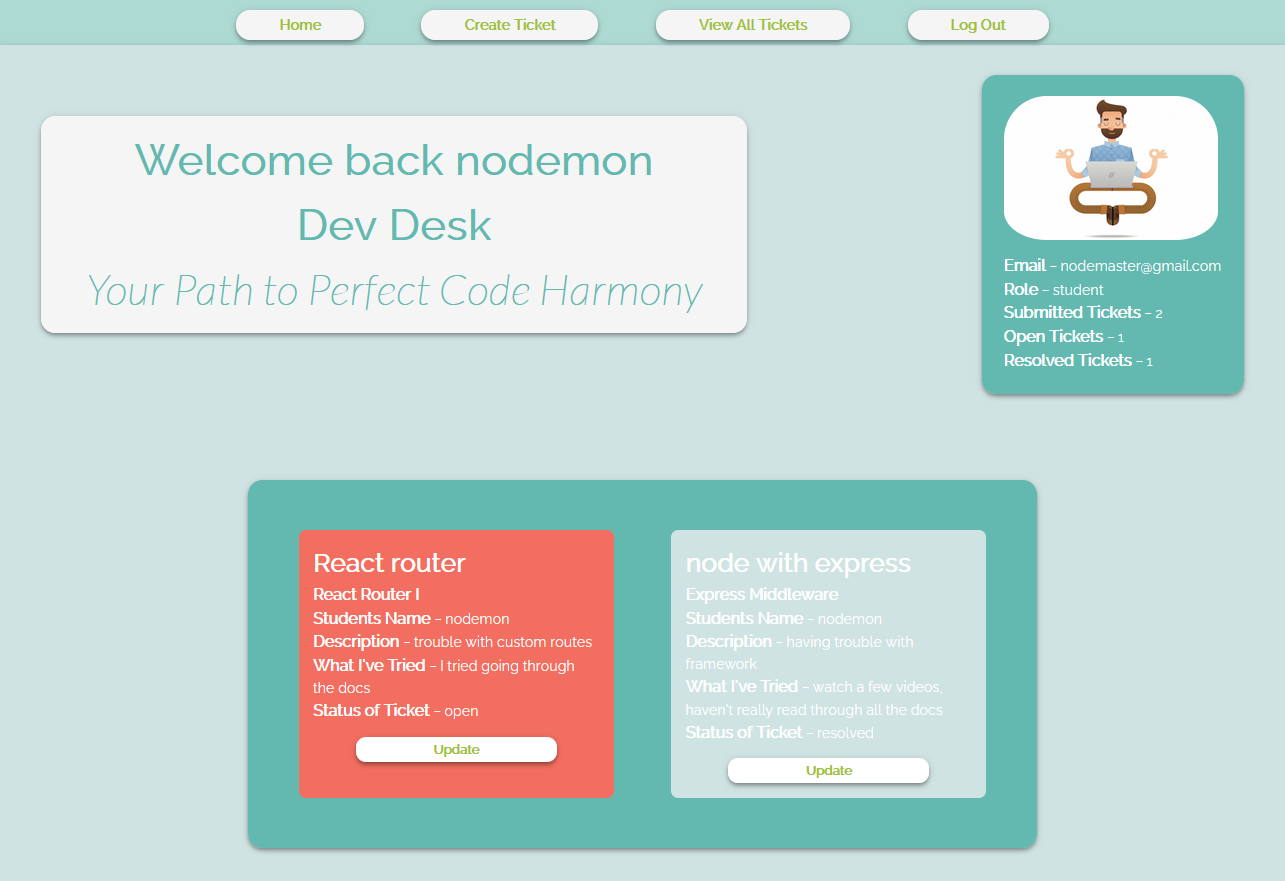 Home
Create Ticket
View All Tickets
Log Out
Welcome back nodemon
Dev Desk
Your Path to Perfect Code Harmony
Email – nodemaster@gmail.com
Role – student
Submitted Tickets – 2
Open Tickets – 1
Resolved Tickets – 1
React router
React Router I
Students Name – nodemon
Description – trouble with custom routes
What I've Tried – I tried going through
the docs
Status of Ticket – open
Update
node with express
Express Middleware
Students Name – nodemon
Description – having trouble with
framework
What I've Tried – watch a few videos,
haven't really read through all the docs
Status of Ticket – resolved
Update